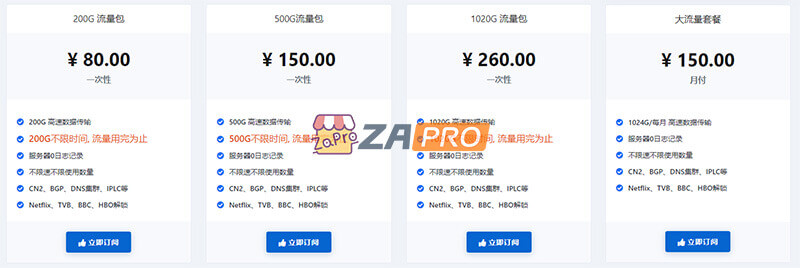 200G 流量包
¥ 80.00
一次性
200G 高速数据传输
200G不限时间, 流量用完为止
服务器0日志记录
不限速不限使用数量
CN2、BGP、DNS集群、IPLC等
Netflix、TVB、BBC、HBO解锁
立即订阅
500G流量包
¥ 150.00
一次性
500G 高速数据传输
500G不限时间, 流量
服务器0日志记录
不限速不限使用数量
CN2、BGP、DNS集群、IPLC等
Netflix、TVB、BBC、HBO解锁
立即订阅
1020G 流量包
¥ 260.00
一次性
1020G 高速数据传输
限时间, 流量用完为止
服务器0日志记录
不限速不限使用数量
CN2、BGP、DNS集群、IPLC等
Netflix、TVB、BBC、HBO解锁
立即订阅
大流量套餐
¥ 150.00
月付
1024G/每月 高速数据传输
服务器0日志记录
不限速不限使用数量
CN2、BGP、DNS集群、IPLC等
Netflix、TVB、BBC、HBO解锁
立即订阅
ZaPro
ZAPRO